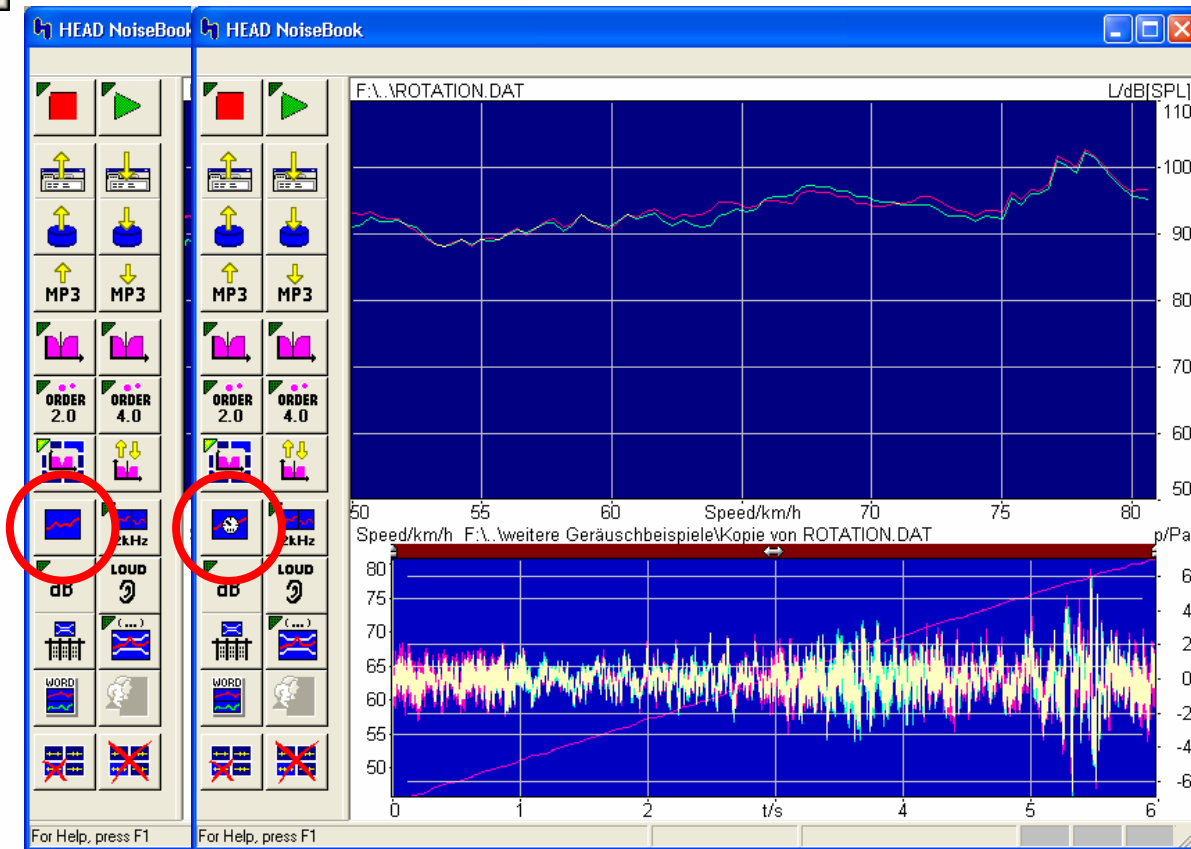 HEAD NoiseBook
HEAD NoiseBook
F:\..\ROTATION.DAT
L/dB[SPL]
110
100
90
80
70
60
50
50 55 60 Speed/km/h 70 75 80
Speed/km/h F:\..\weitere Geräuschbeispiele\Kopie von ROTATION.DAT p/Pa
80
75
70
65
60
55
50
6
4
2
0
-2
-4
-6
0 1 2 t/s 4 5 6
MP3 MP3
ORDER 2.0
ORDER 4.0
2kHz
dB
LOUD
(...)
WORD
MP3 MP3
ORDER 2.0
ORDER 4.0
2kHz
dB
LOUD
(...)
WORD
For Help, press F1
For Help, press F1